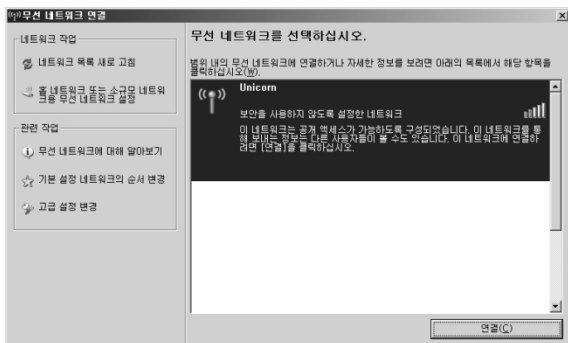 무선 네트워크 연결
네트워크 작업
네트워크 목록 새로 고침
홈 네트워크 또는 소규모 네트워
크용 무선 네트워크 설정
관련 작업
무선 네트워크에 대해 알아보기
기본 설정 네트워크의 순서 변경
고급 설정 변경
무선 네트워크를 선택하십시오.
범위 내의 무선 네트워크에 연결하거나 자세한 정보를 보려면 아래의 목록에서 해당 항목을
클릭하십시오(W).
Unicorn
보안을 사용하지 않도록 설정한 네트워크
이 네트워크는 공개 액세스가 가능하도록 구성되었습니다. 이 네트워크를 통
해 보내는 정보는 다른 사용자들이 볼 수도 있습니다. 이 네트워크에 연결하
려면 [연결]을 클릭하십시오.
연결(C)